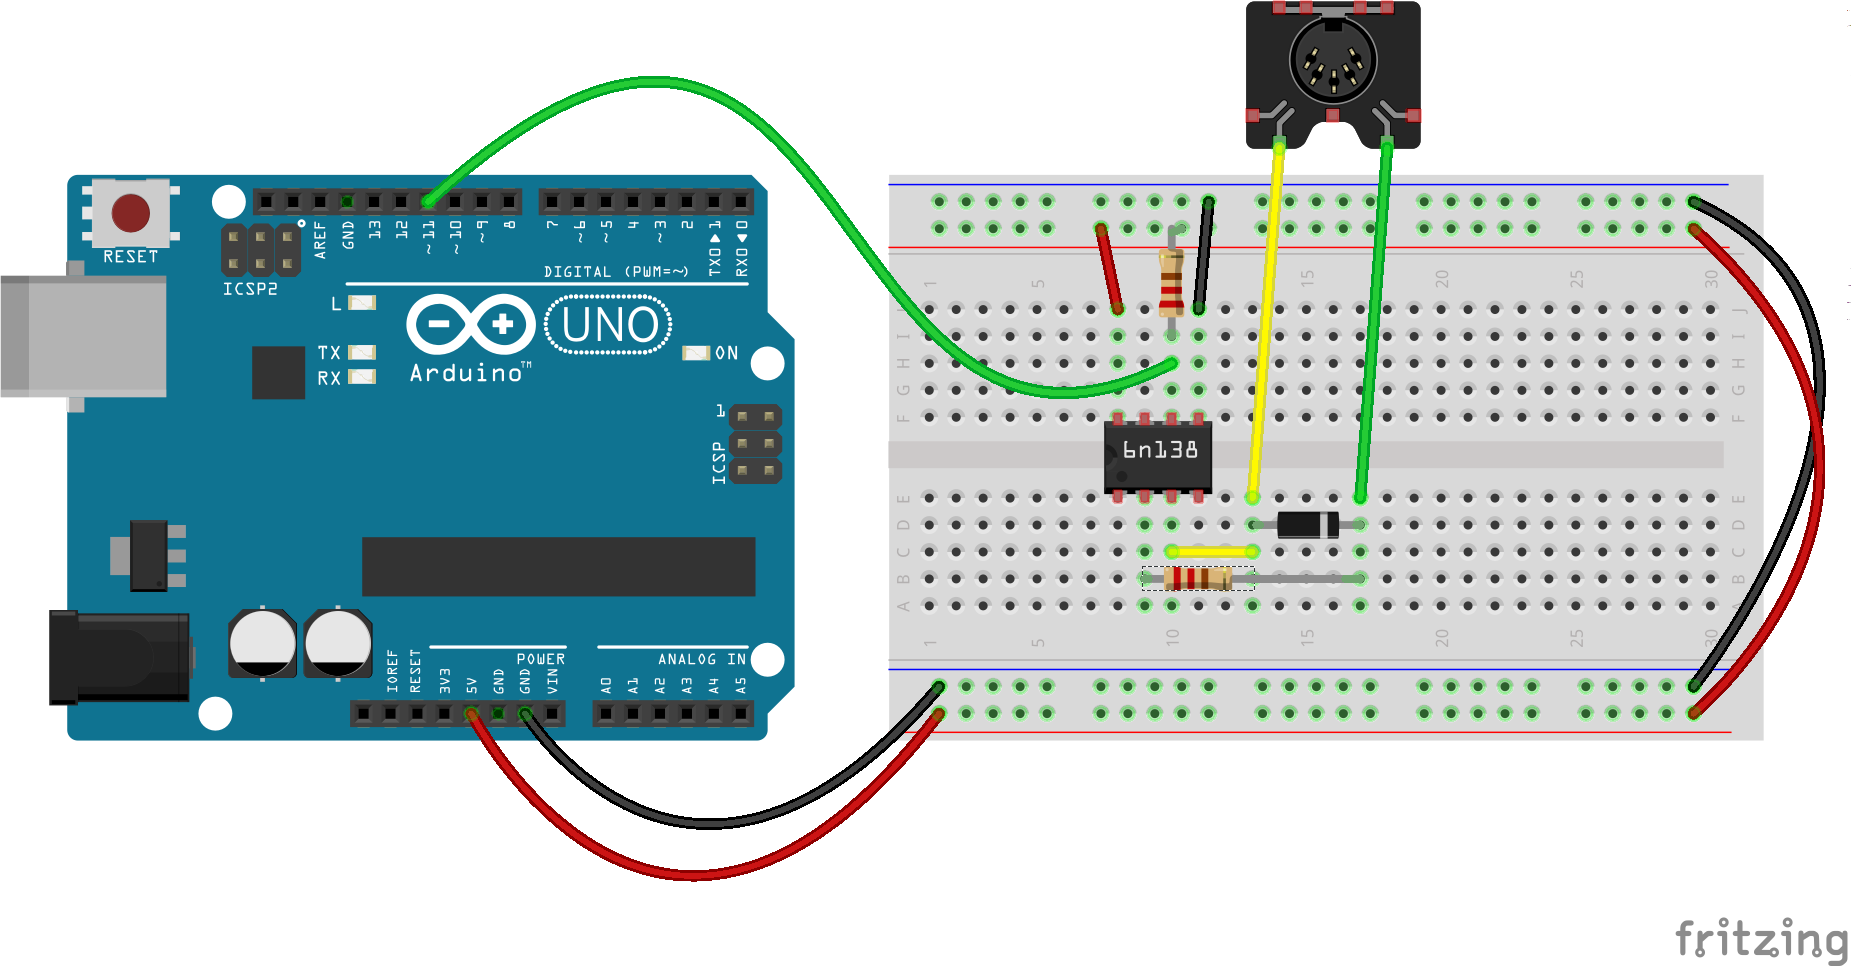 RESET
ICSP2
AREF
GND
13
12
~11
~10
~9
8
7
~6
~5
4
~3
2
TX0▶1
RX0◀0
DIGITAL (PWM=~)
L
TX
RX
UNO
Arduino™
ON
1
ICSP
IOREF
RESET
3V3
5V
GND
GND
VIN
POWER
ANALOG IN
A0
A1
A2
A3
A4
A5
1 5 15 20 25 30
J J
I I
H H
G G
F F
6n138
E E
D D
C C
B B
A A
1 5 10 15 20 25 30
fritzing